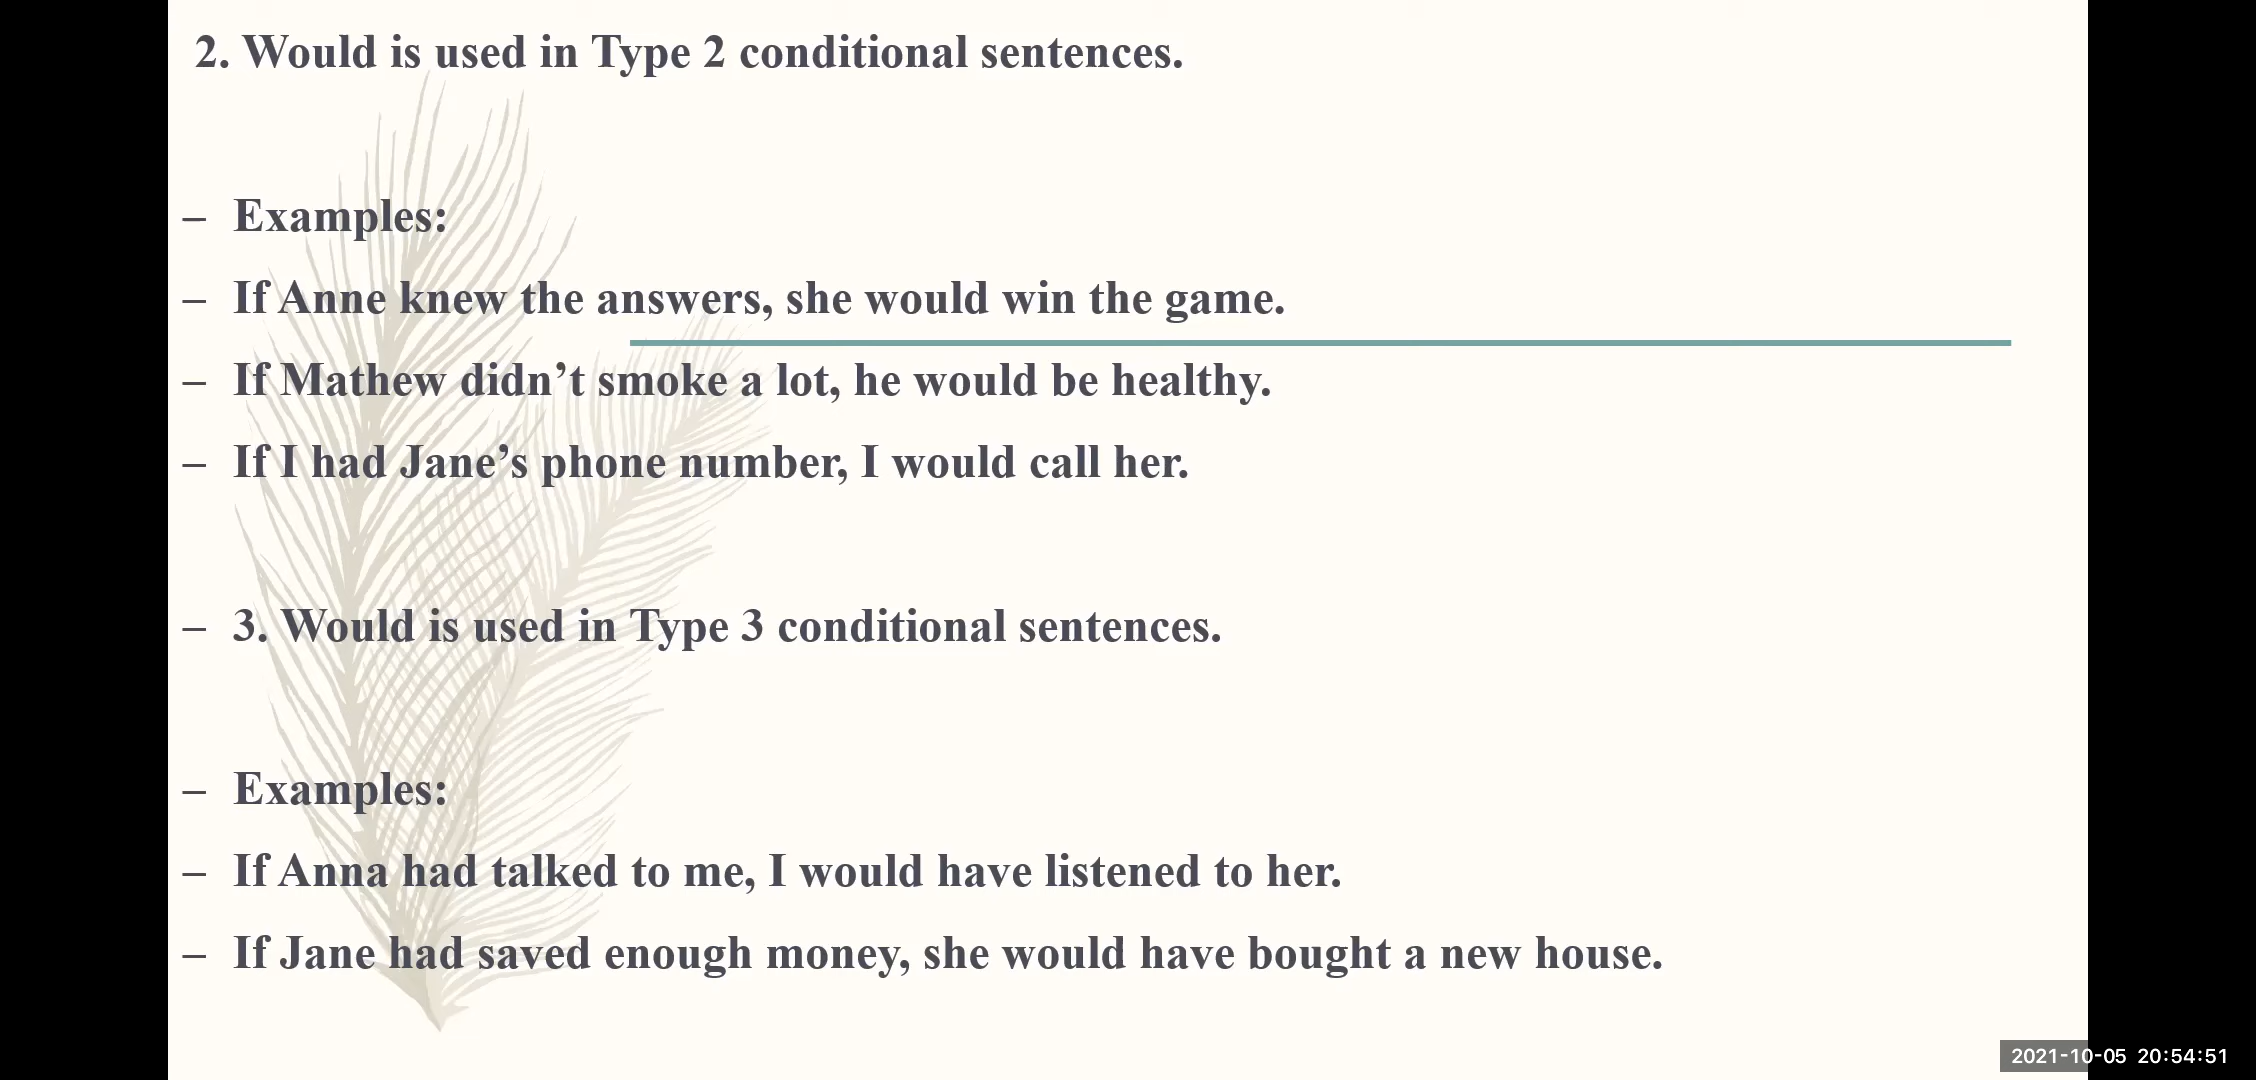 2. Would is used in Type 2 conditional sentences.
– Examples:
– If Anne knew the answers, she would win the game.
– If Mathew didn’t smoke a lot, he would be healthy.
– If I had Jane’s phone number, I would call her.
– 3. Would is used in Type 3 conditional sentences.
– Examples:
– If Anna had talked to me, I would have listened to her.
– If Jane had saved enough money, she would have bought a new house.
2021-10-05 20:54:51